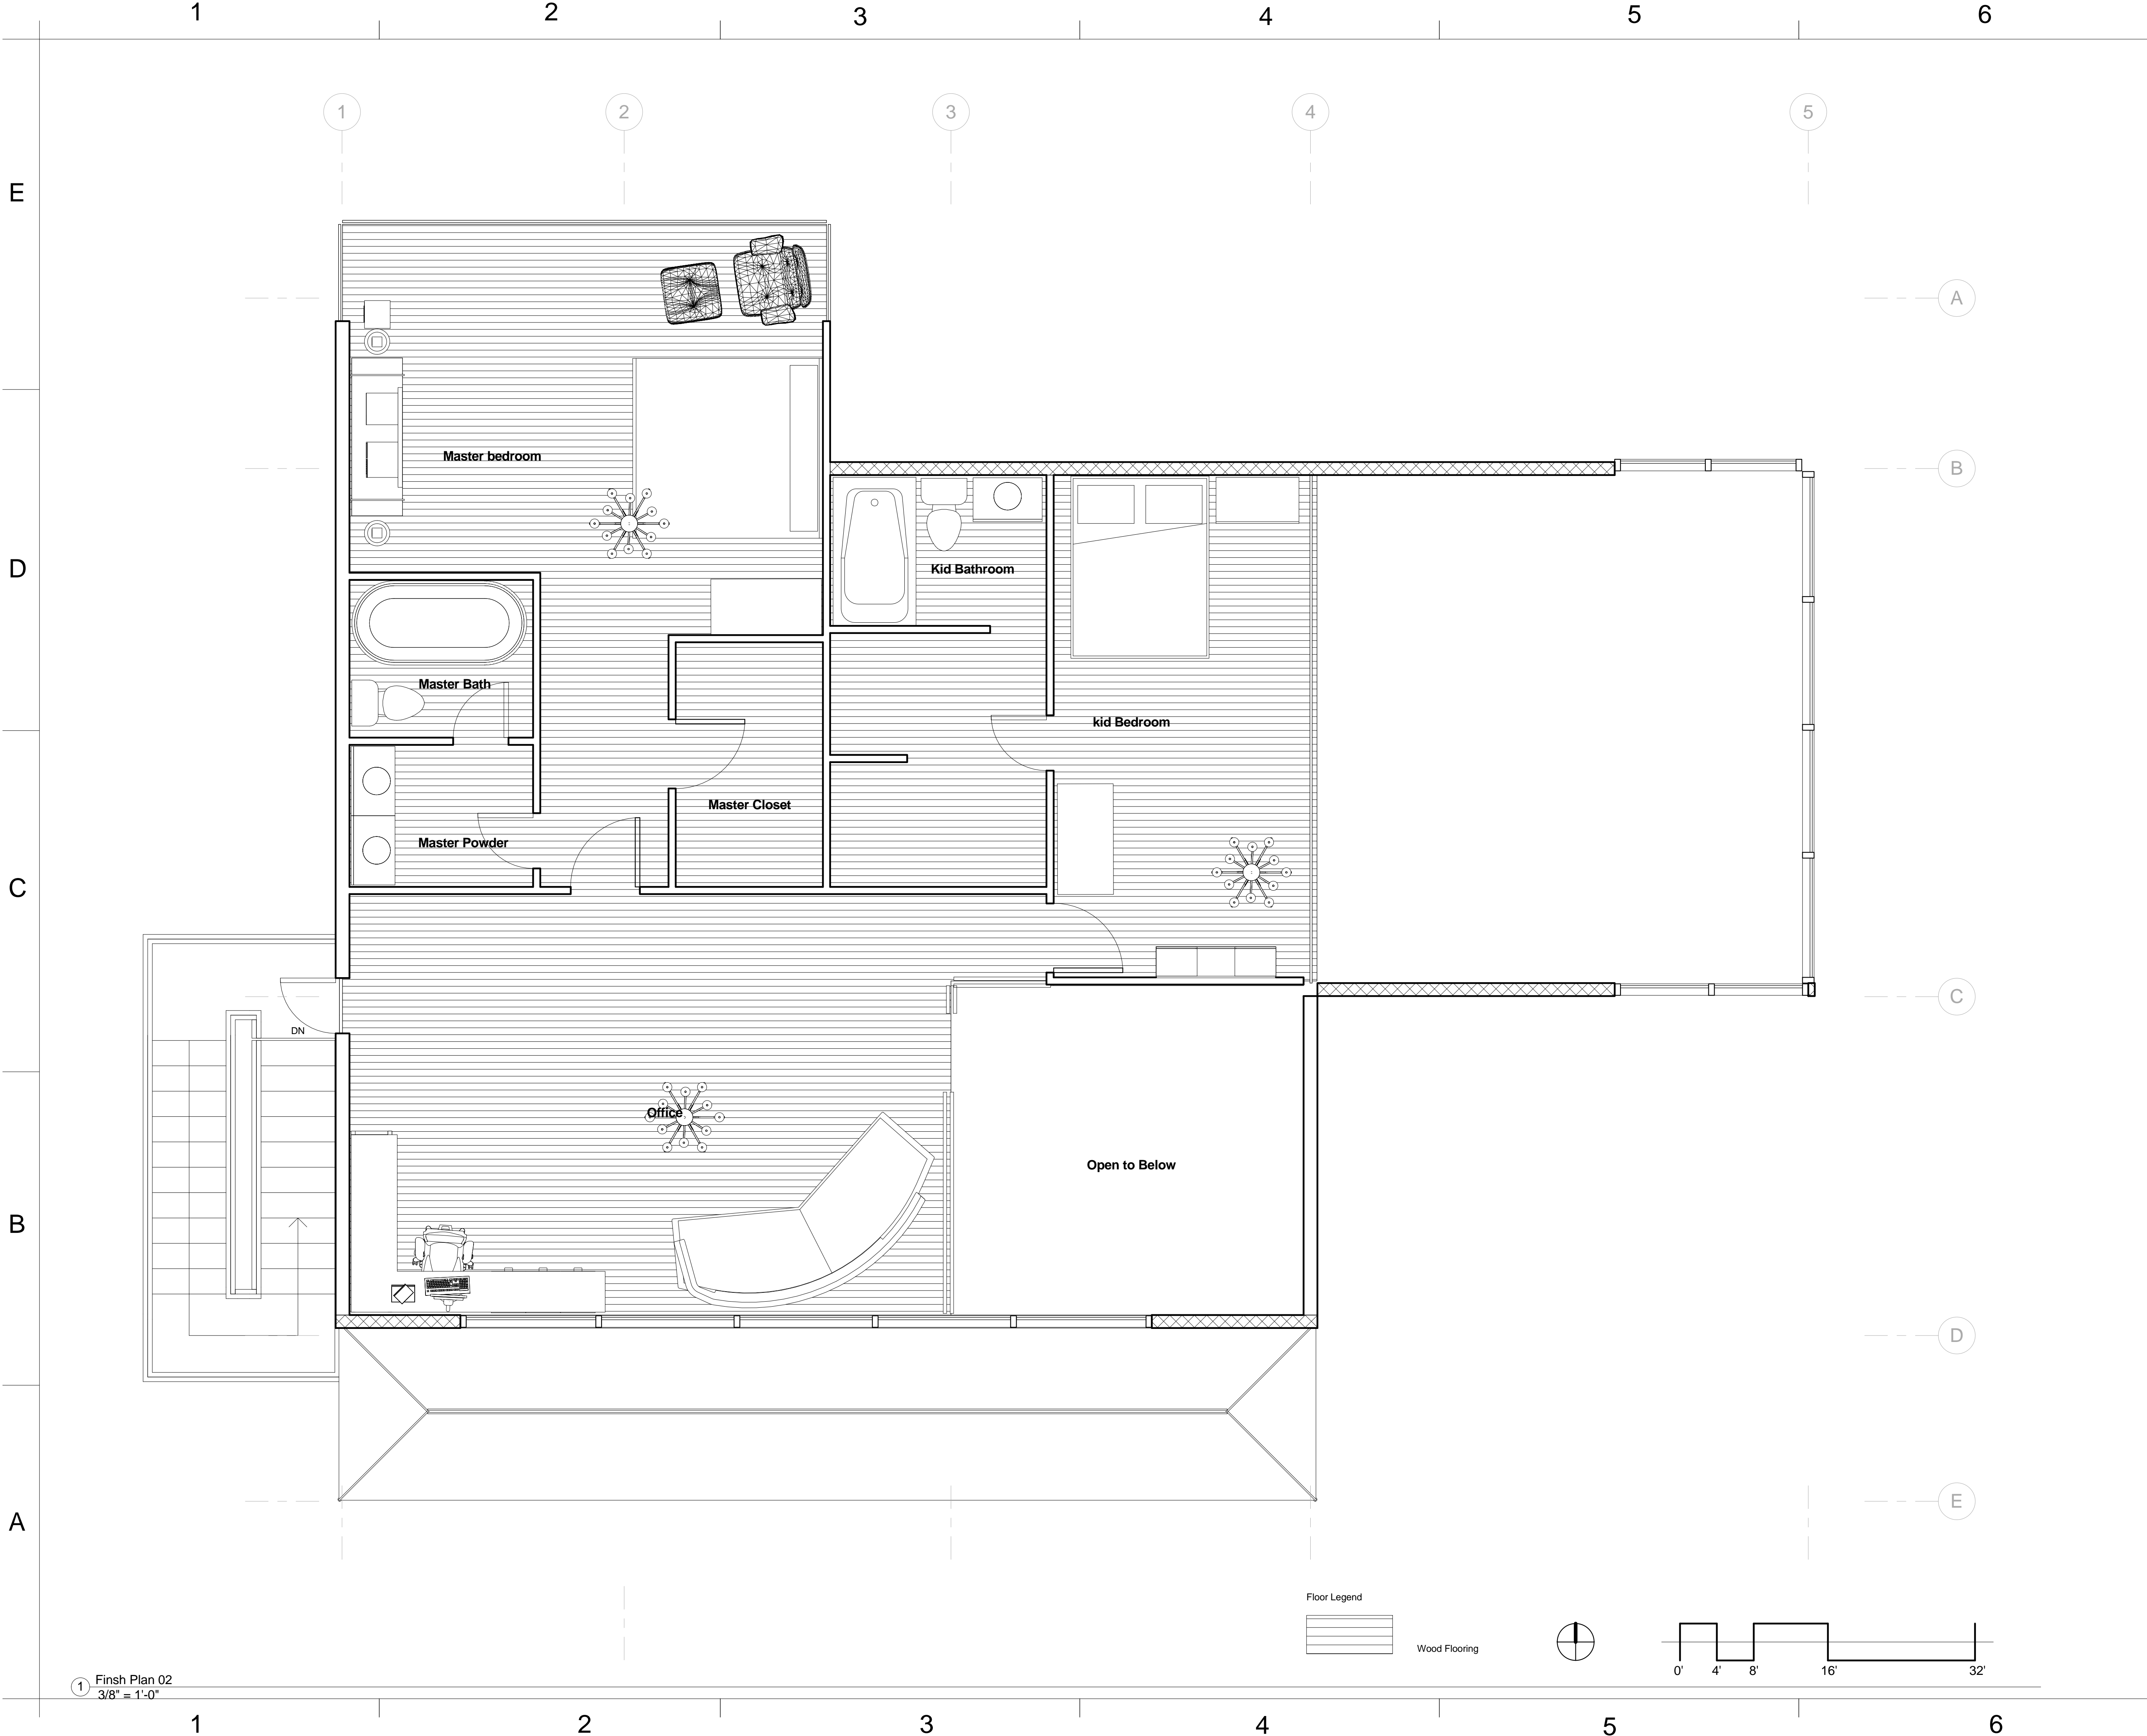 1 2 3 4 5 6
1 2 3 4 5
E
A
Master bedroom
B
D
Kid Bathroom
Master Bath
kid Bedroom
Master Closet
Master Powder
C
C
DN
Office
Open to Below
B
D
E
A
Floor Legend
Wood Flooring
0' 4' 8' 16' 32'
1 Finsh Plan 02
3/8" = 1'-0"
1 2 3 4 5 6